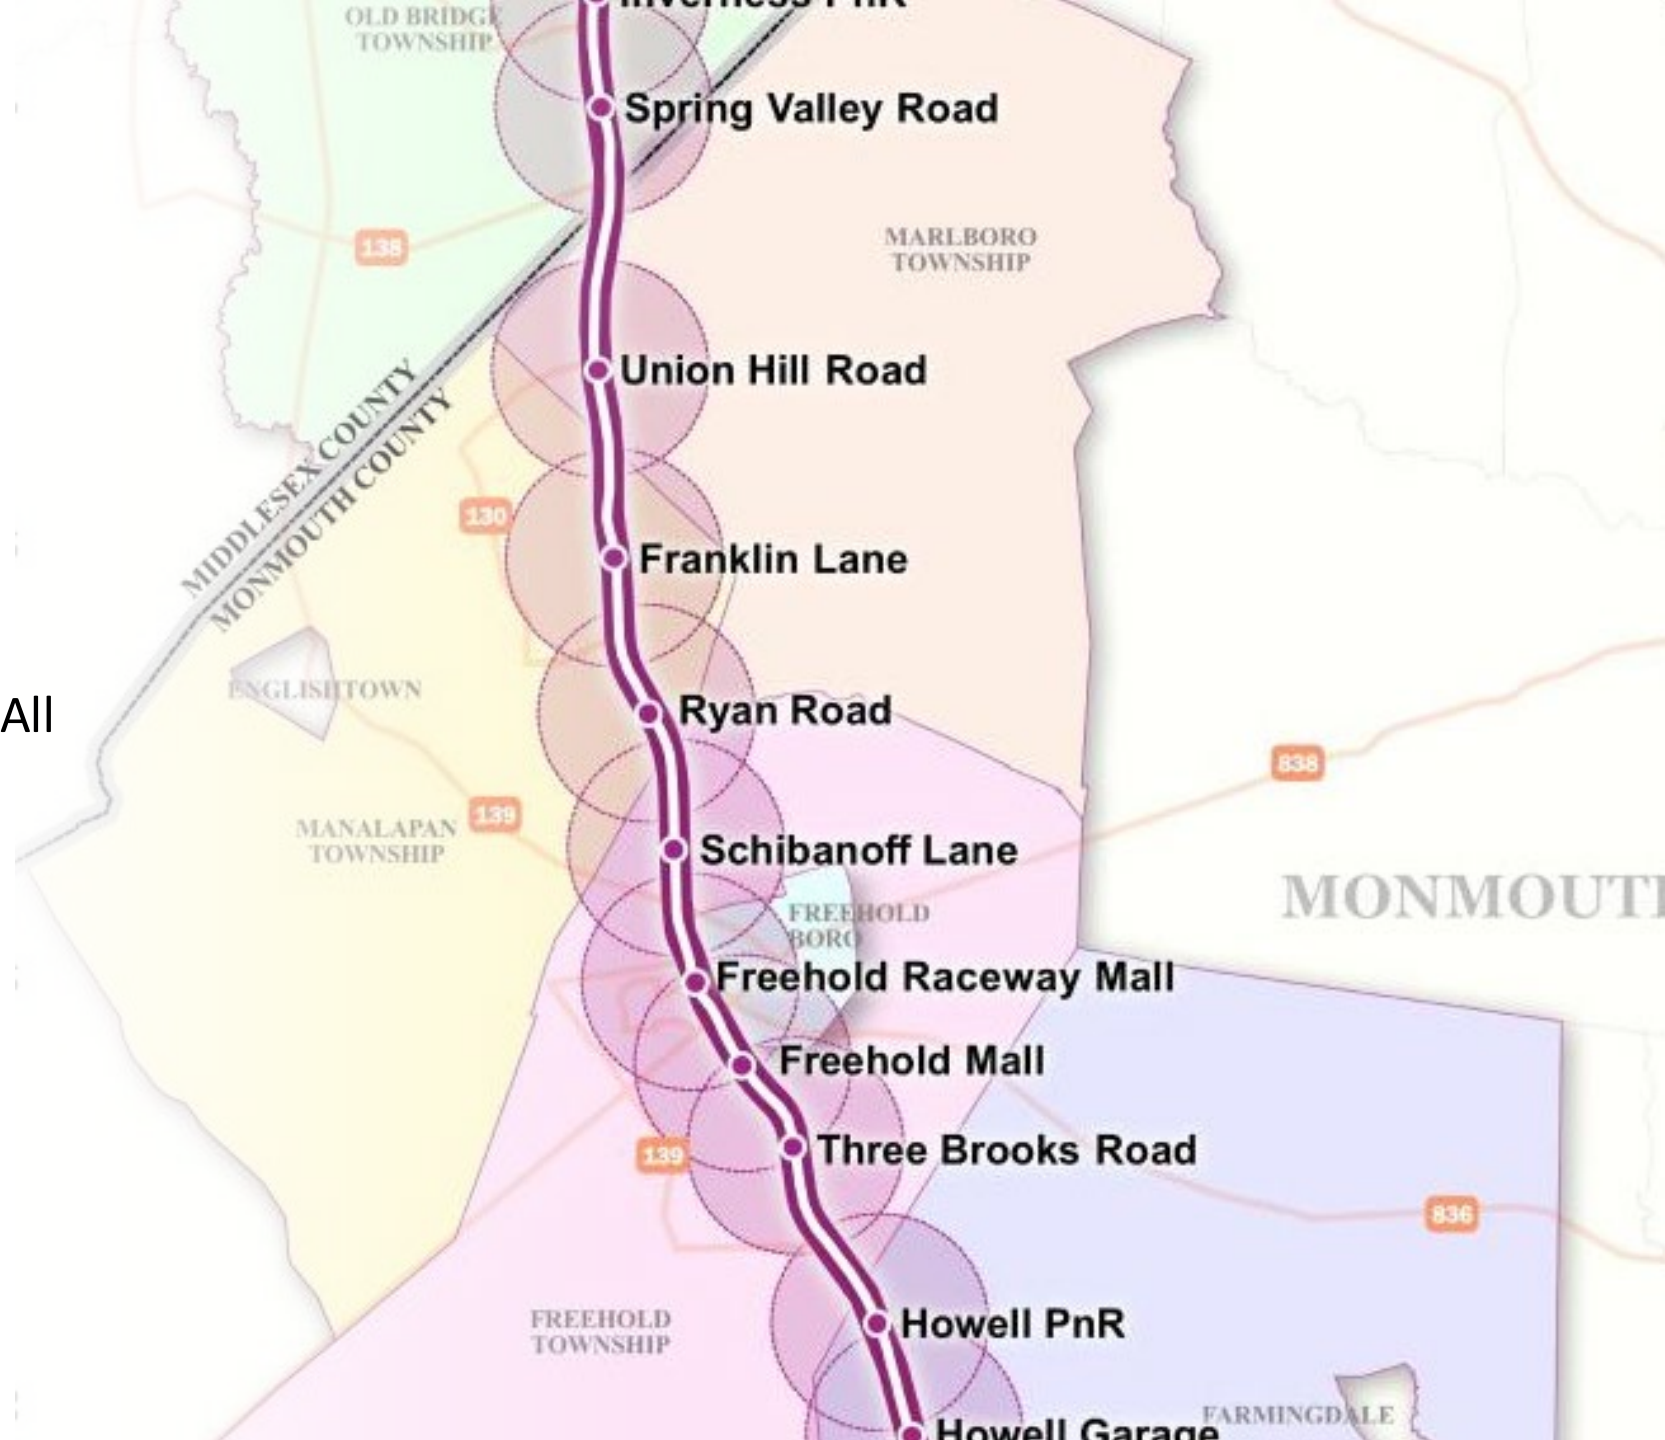 Inverness PnR
OLD BRIDGE
TOWNSHIP
Spring Valley Road
138
MARLBORO
TOWNSHIP
Union Hill Road
MIDDLESEX COUNTY
MONMOUTH COUNTY
130
Franklin Lane
ENGLISHTOWN
All
Ryan Road
838
139
MANALAPAN
TOWNSHIP
Schibanoff Lane
MONMOUTH
FREEHOLD
BORO
Freehold Raceway Mall
Freehold Mall
139
Three Brooks Road
836
FREEHOLD
TOWNSHIP
Howell PnR
FARMINGDALE
Howell Garage